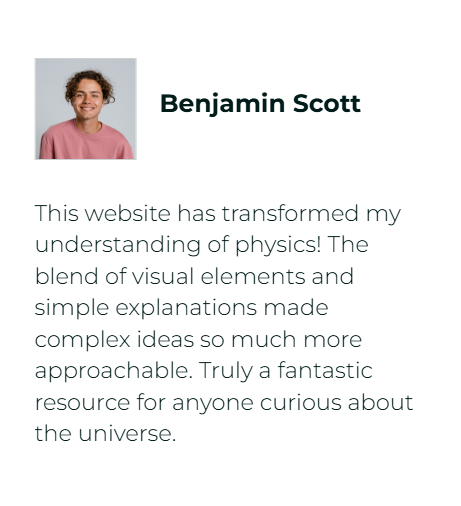 Benjamin Scott
This website has transformed my
understanding of physics! The
blend of visual elements and
simple explanations made
complex ideas so much more
approachable. Truly a fantastic
resource for anyone curious about
the universe.